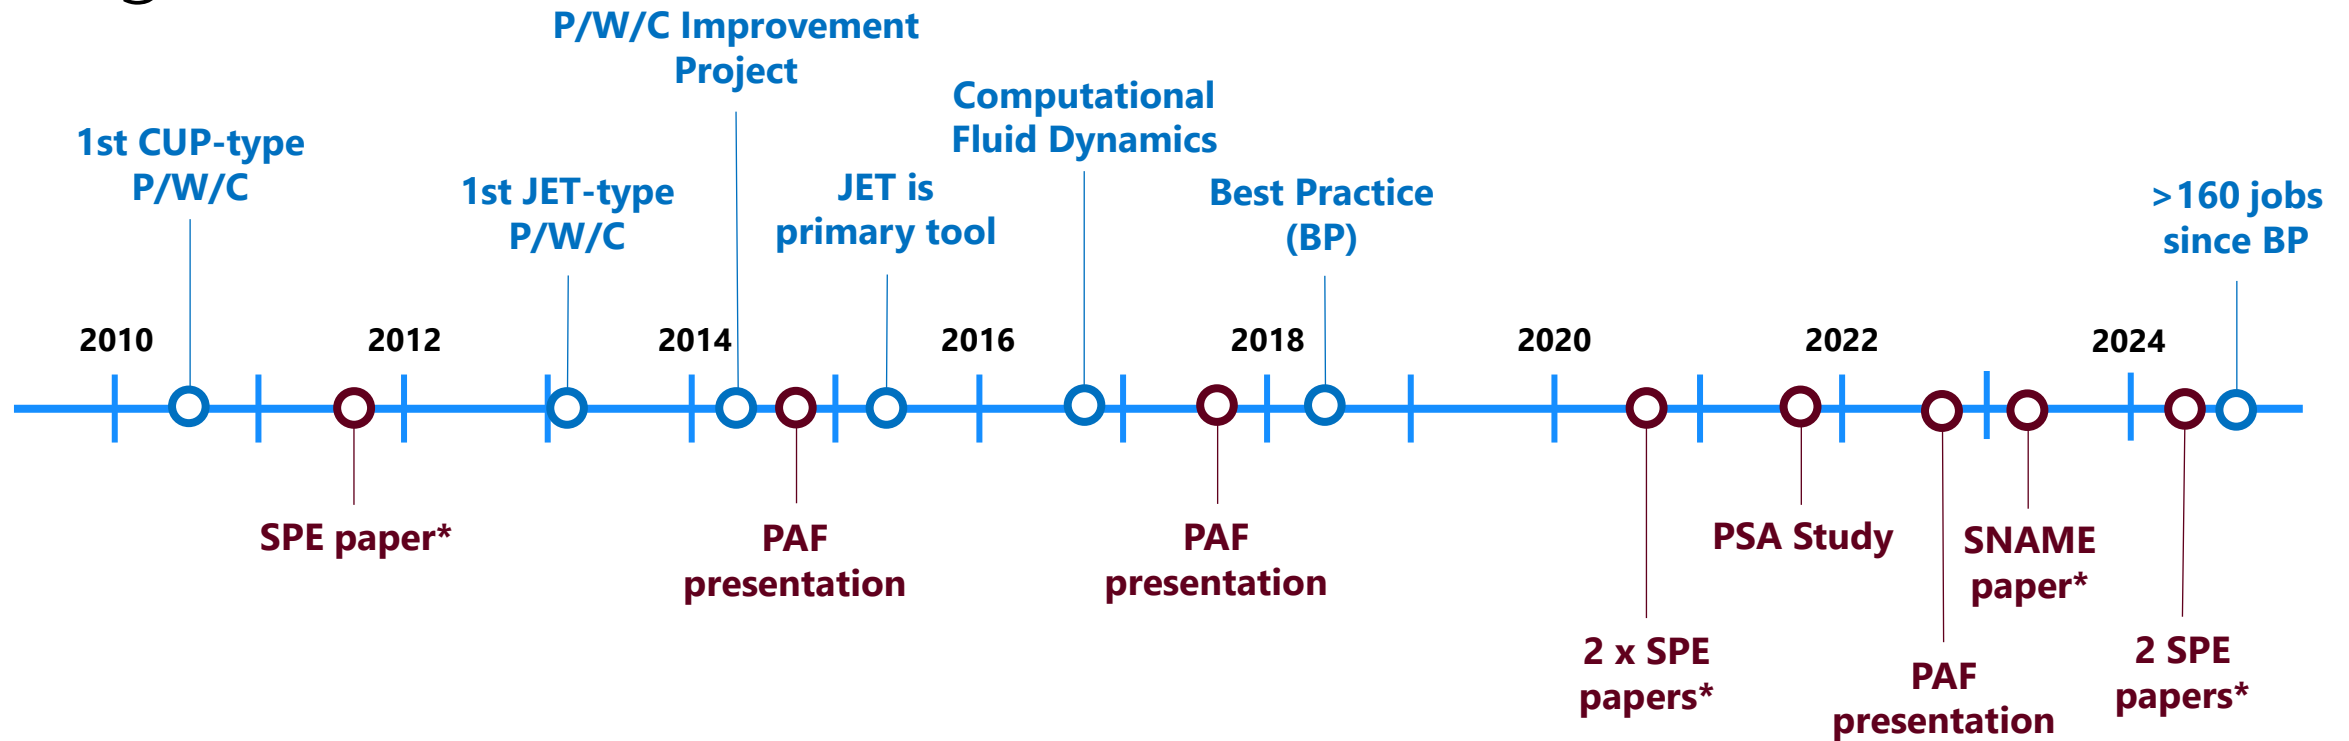 P/W/C Improvement
Project
Computational
Fluid Dynamics
1st CUP-type
P/W/C
1st JET-type
P/W/C
JET is
primary tool
Best Practice
(BP)
>160 jobs
since BP
2010
2012
2014
2016
2018
2020
2022
2024
SPE paper*
PAF
presentation
PAF
presentation
2 x SPE
papers*
PSA Study
PAF
presentation
SNAME
paper*
2 SPE
papers*